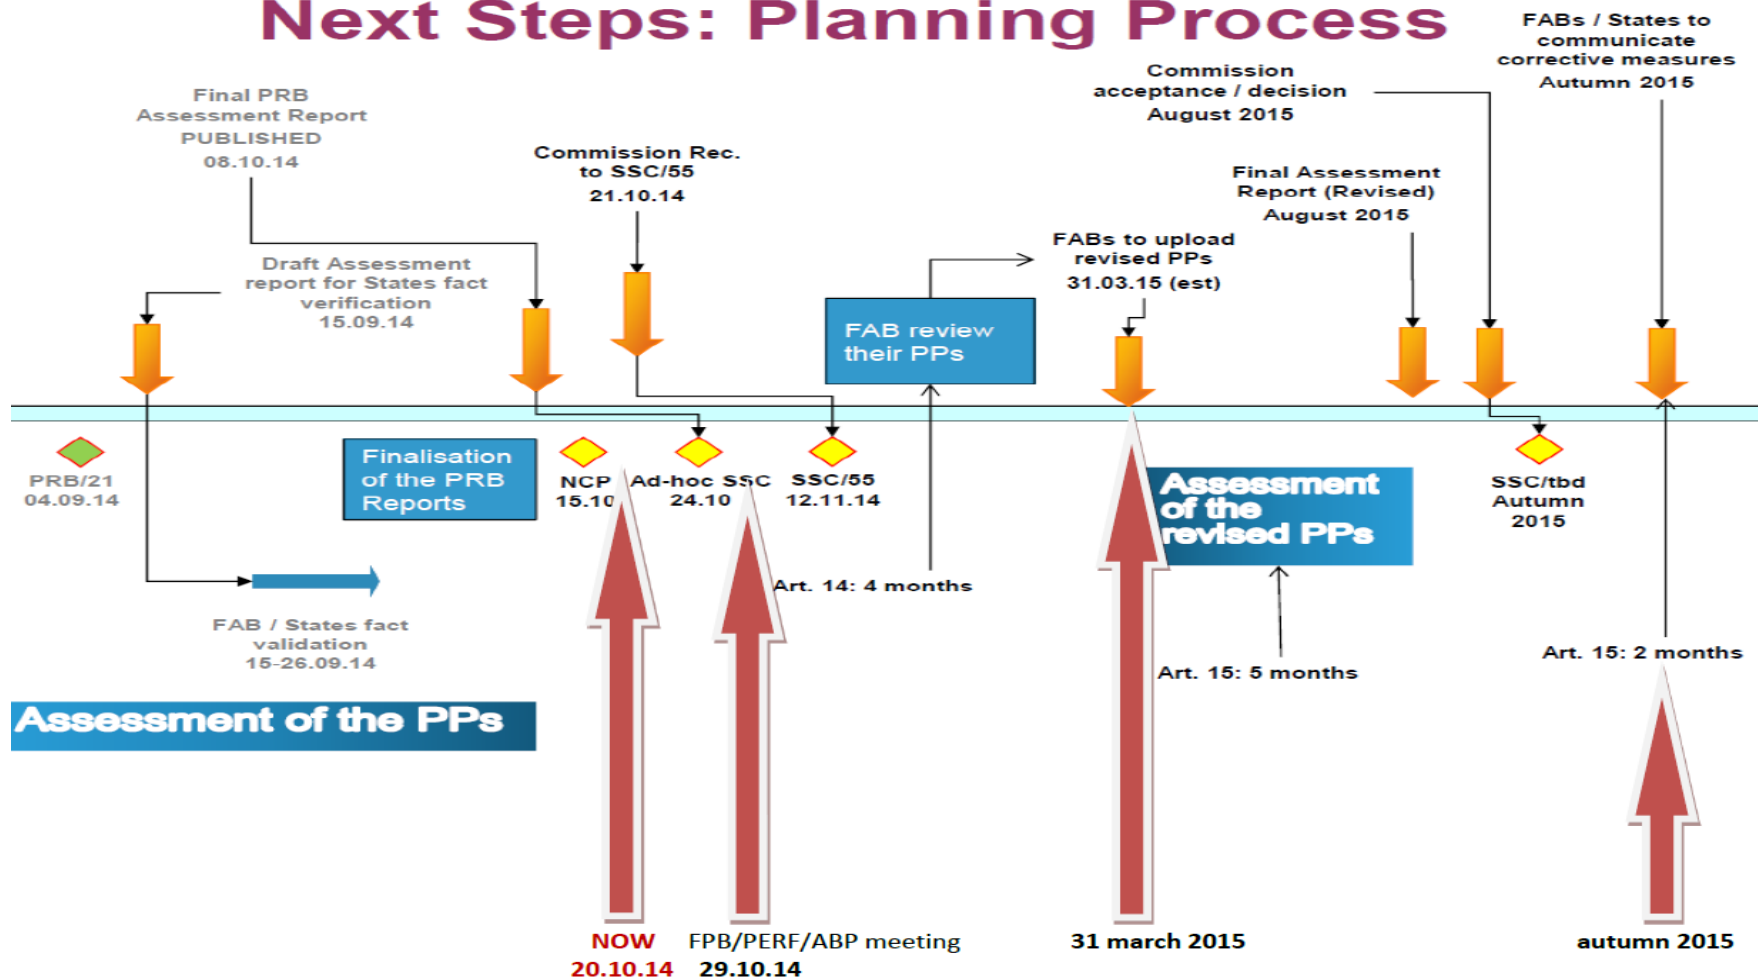 Next Steps: Planning Process
FABs / States to
communicate
corrective measures
Autumn 2015
Commission
acceptance / decision
August 2015
Final PRB
Assessment Report
PUBLISHED
08.10.14
Commission Rec.
to SSC/55
21.10.14
Final Assessment
Report (Revised)
August 2015
FABs to upload
revised PPs
31.03.15 (est)
Draft Assessment
report for States fact
verification
15.09.14
FAB review
their PPs
PRB/21
04.09.14
Finalisation
of the PRB
Reports
NCP
15.10
Ad-hoc SSC
24.10
SSC/55
12.11.14
Assessment
of the
revised PPs
SSC/tbd
Autumn
2015
Art. 14: 4 months
FAB / States fact
validation
15-26.09.14
Art. 15: 5 months
Art. 15: 2 months
Assessment of the PPs
NOW
20.10.14
FPB/PERF/ABP meeting
29.10.14
31 march 2015
autumn 2015